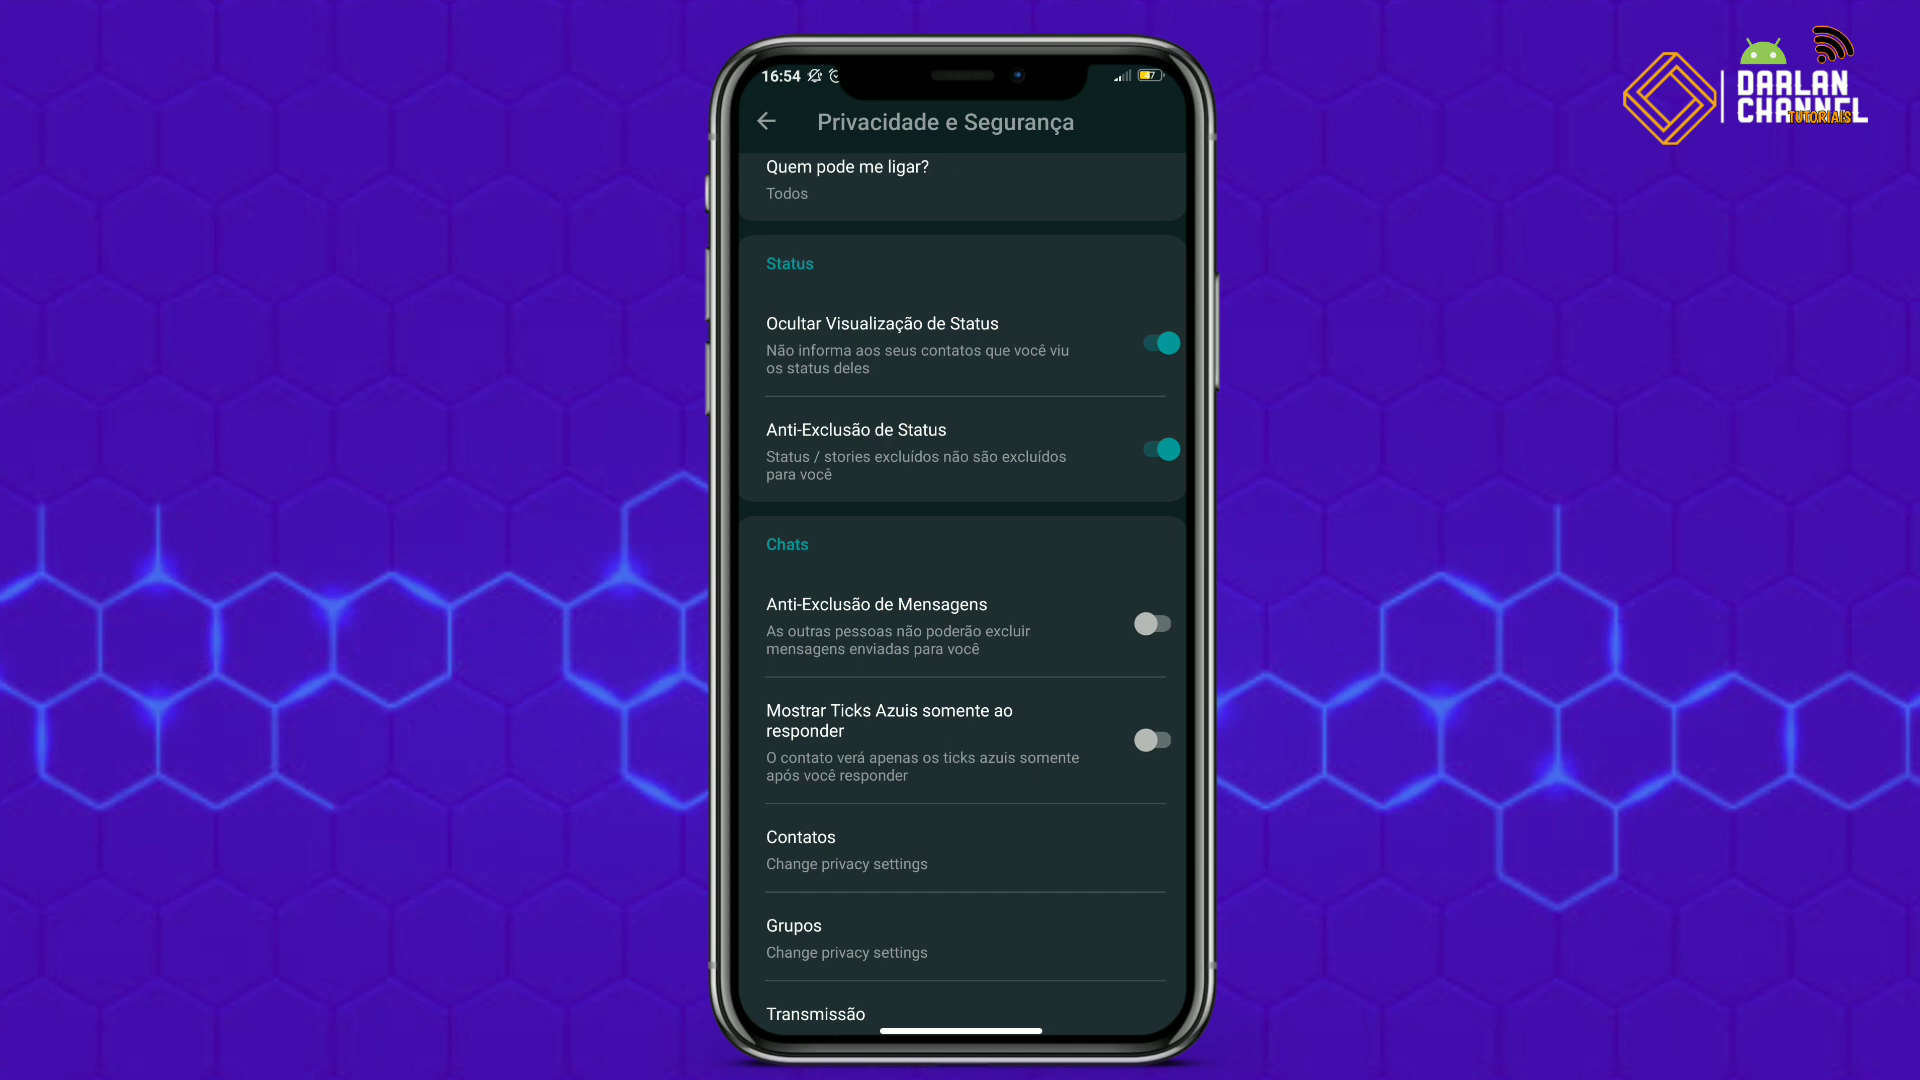 16:54
7
DARLAN
CHANNEL
TUTORIAIS
Privacidade e Segurança
Quem pode me ligar?
Todos
Status
Ocultar Visualização de Status
Não informa aos seus contatos que você viu
os status deles
Anti-Exclusão de Status
Status / stories excluídos não são excluídos
para você
Chats
Anti-Exclusão de Mensagens
As outras pessoas não poderão excluir
mensagens enviadas para você
Mostrar Ticks Azuis somente ao
responder
O contato verá apenas os ticks azuis somente
após você responder
Contatos
Change privacy settings
Grupos
Change privacy settings
Transmissão